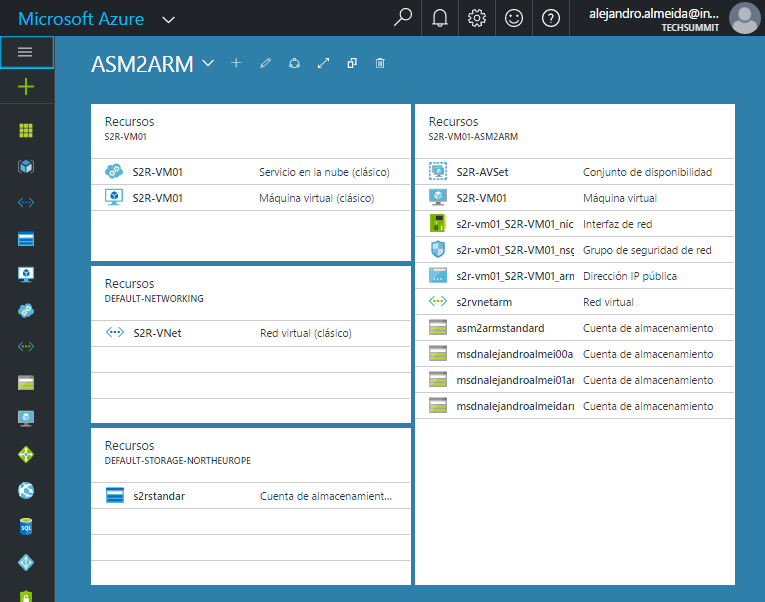 Microsoft Azure
alejandro.almeida@in...
TECHSUMMIT
ASM2ARM
Recursos
S2R-VM01
S2R-VM01 Servicio en la nube (clásico)
S2R-VM01 Máquina virtual (clásico)
Recursos
DEFAULT-NETWORKING
S2R-VNet Red virtual (clásico)
Recursos
DEFAULT-STORAGE-NORTHEUROPE
s2rstandar Cuenta de almacenamient...
Recursos
S2R-VM01-ASM2ARM
S2R-AVSet Conjunto de disponibilidad
S2R-VM01 Máquina virtual
s2r-vm01_S2R-VM01_nic Interfaz de red
s2r-vm01_S2R-VM01_nsg Grupo de seguridad de red
s2r-vm01_S2R-VM01_arm Dirección IP pública
s2rvnetarm Red virtual
asm2armstandard Cuenta de almacenamiento
msdnalejandroalmei00a Cuenta de almacenamiento
msdnalejandroalmei01ar Cuenta de almacenamiento
msdnalejandroalmeidarr Cuenta de almacenamiento
SQL